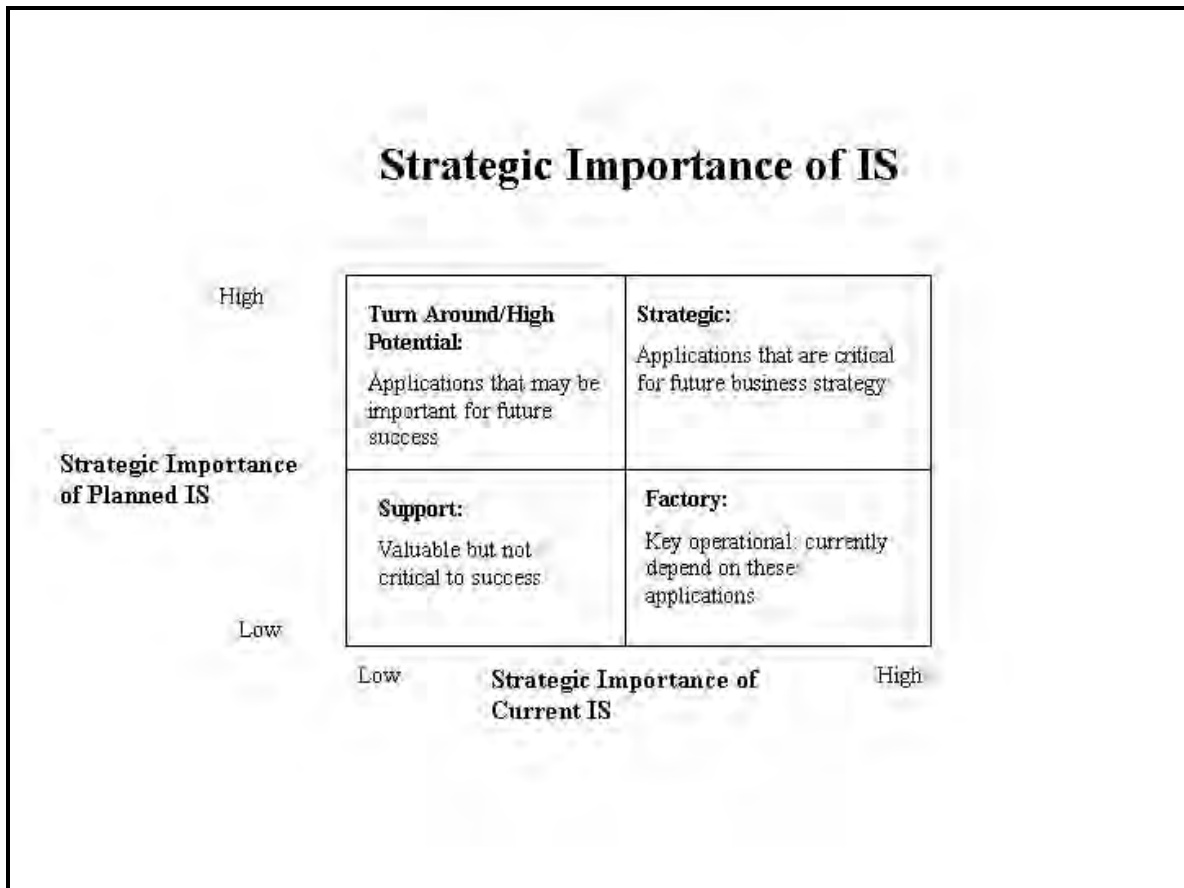 Strategic Importance of IS
High
Turn Around/High
Potential:
Applications that may be
important for future
success
Strategic:
Applications that are critical
for future business strategy
Strategic Importance
of Planned IS
Support:
Valuable but not
critical to success
Factory:
Key operational: currently
depend on these
applications
Low
Low
Strategic Importance of
Current IS
High